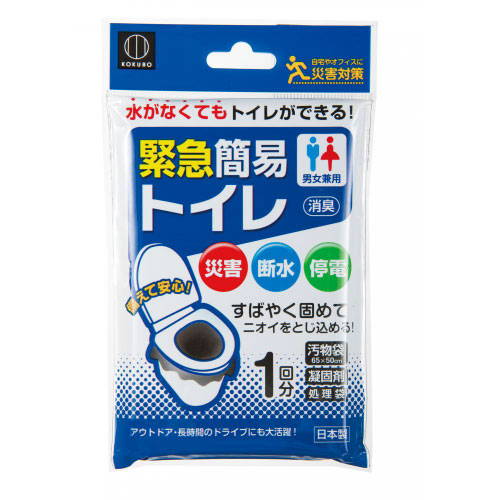 KOKUBO
自宅やオフィスに
災害対策
水がなくてもトイレができる!
緊急簡易
トイレ
男女兼用
消臭
災害
断水
停電
備えて安心!
すばやく固めて
ニオイをとじ込める!
1回分
汚物袋
65×50cm
凝固剤
処理袋
アウトドア・長時間のドライブにも大活躍!
日本製